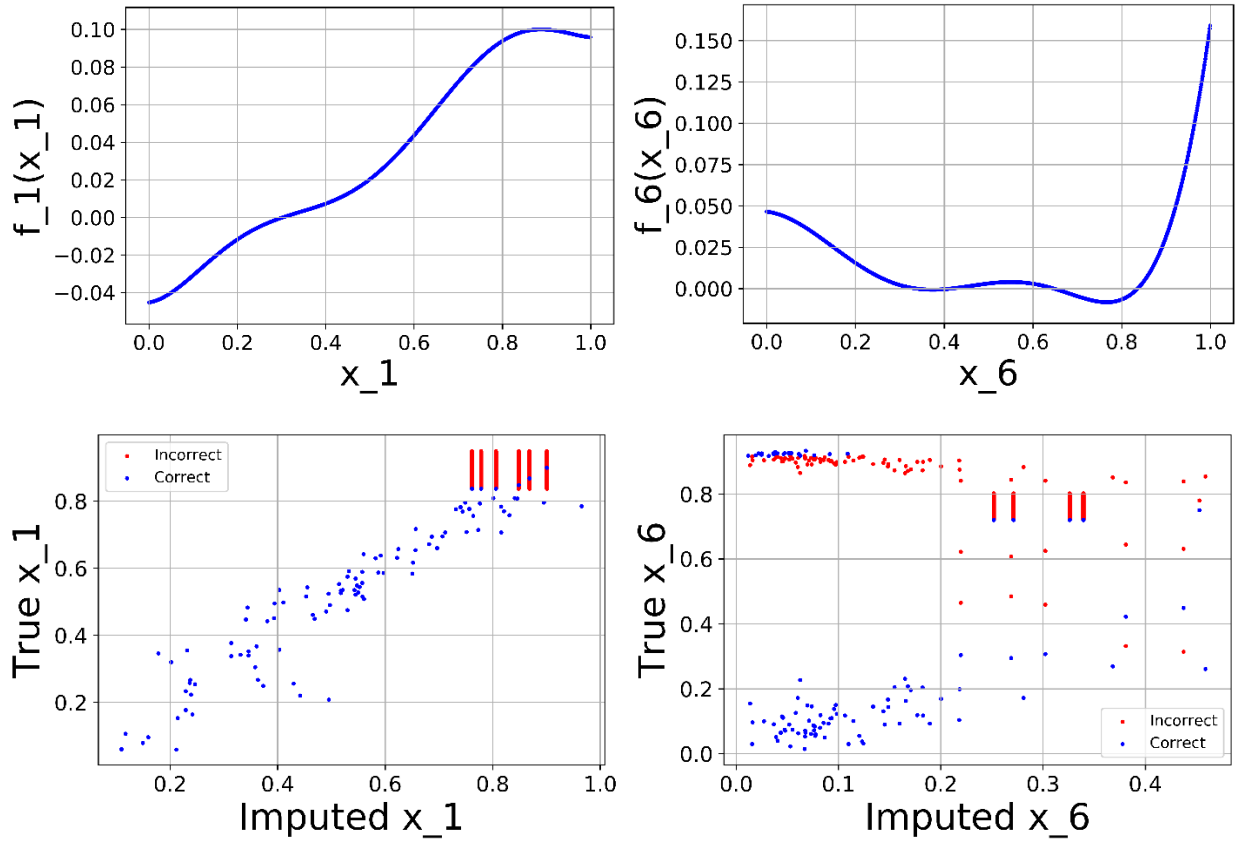 f_1(x_1)
0.10
0.08
0.06
0.04
0.02
0.00
−0.02
−0.04
0.0 0.2 0.4 0.6 0.8 1.0
x_1
f_6(x_6)
0.150
0.125
0.100
0.075
0.050
0.025
0.000
0.0 0.2 0.4 0.6 0.8 1.0
x_6
True x_1
0.8
0.6
0.4
0.2
Incorrect
Correct
0.2 0.4 0.6 0.8 1.0
Imputed x_1
True x_6
0.8
0.6
0.4
0.2
0.0
Incorrect
Correct
0.0 0.1 0.2 0.3 0.4
Imputed x_6